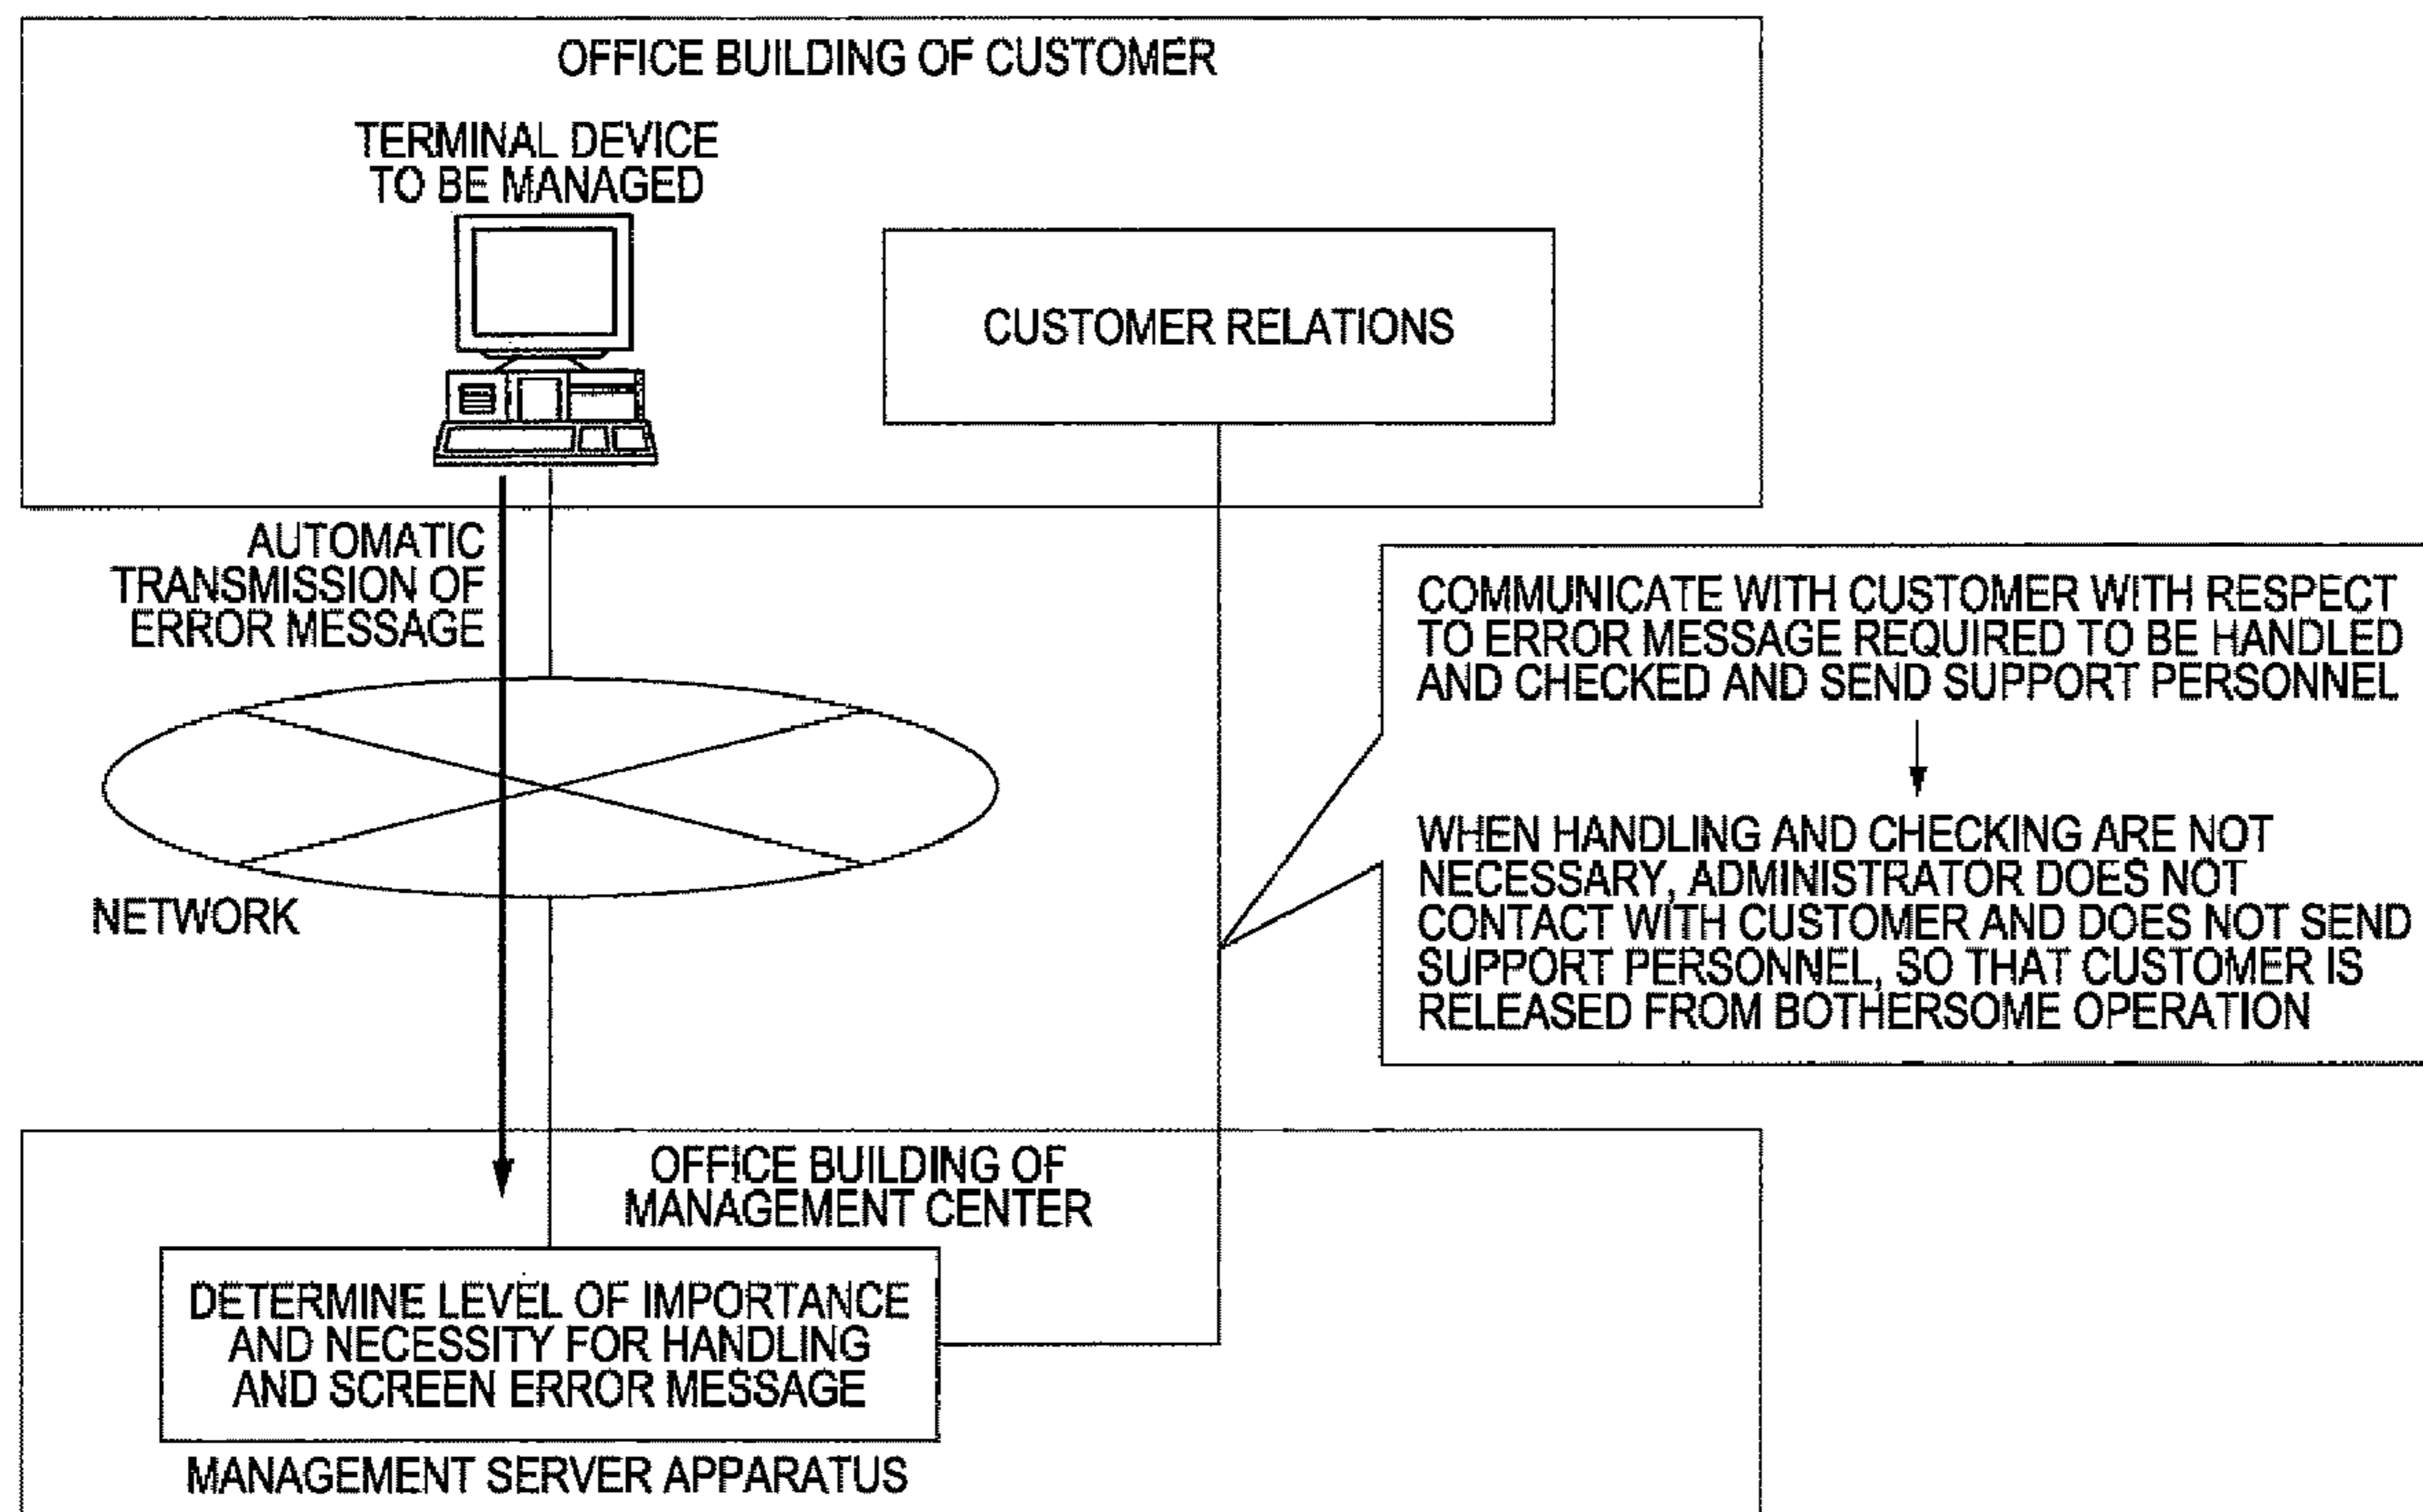 OFFICE BUILDING OF CUSTOMER
TERMINAL DEVICE
TO BE MANAGED
CUSTOMER RELATIONS
AUTOMATIC
TRANSMISSION OF
ERROR MESSAGE
COMMUNICATE WITH CUSTOMER WITH RESPECT
TO ERROR MESSAGE REQUIRED TO BE HANDLED
AND CHECKED AND SEND SUPPORT PERSONNEL
WHEN HANDLING AND CHECKING ARE NOT
NECESSARY, ADMINISTRATOR DOES NOT
CONTACT WITH CUSTOMER AND DOES NOT SEND
SUPPORT PERSONNEL, SO THAT CUSTOMER IS
RELEASED FROM BOTHERSOME OPERATION
NETWORK
OFFICE BUILDING OF
MANAGEMENT CENTER
DETERMINE LEVEL OF IMPORTANCE
AND NECESSITY FOR HANDLING
AND SCREEN ERROR MESSAGE
MANAGEMENT SERVER APPARATUS